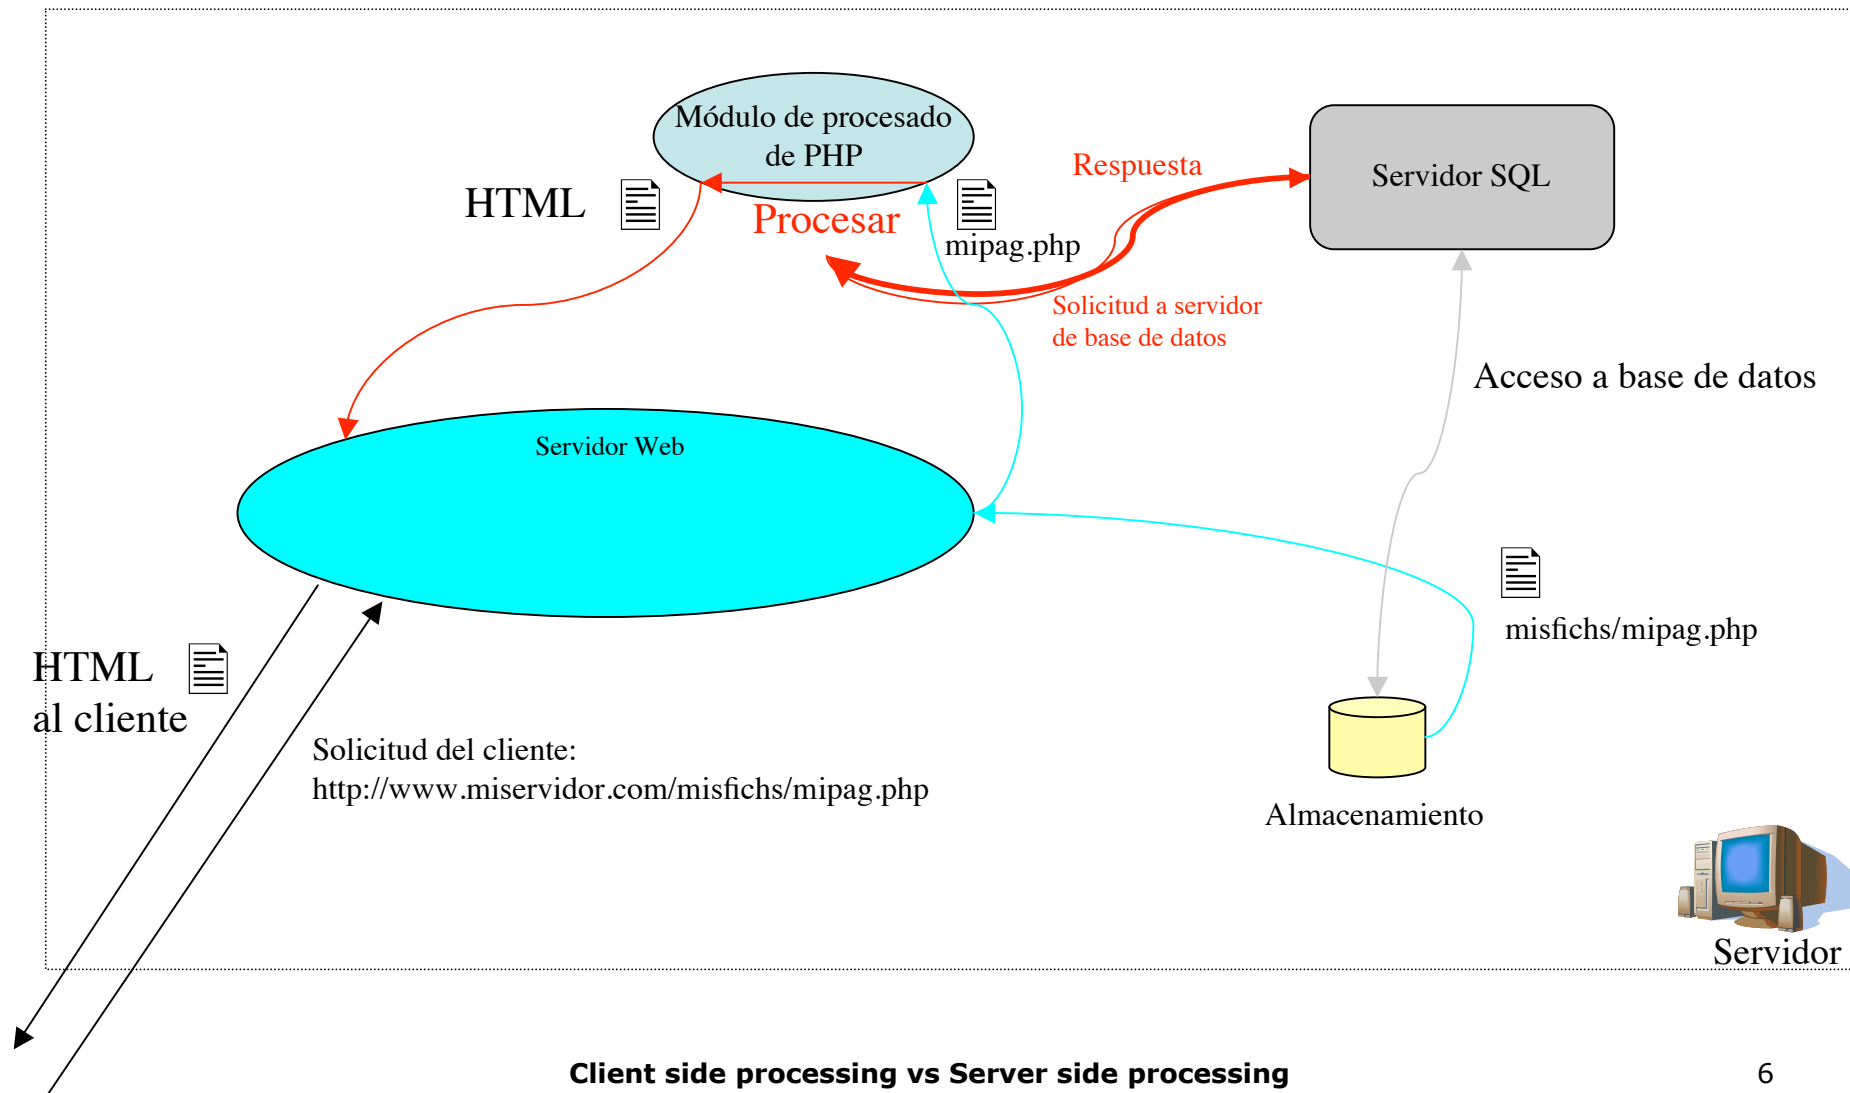 Módulo de procesado
de PHP
Respuesta
Servidor SQL
HTML
Procesar
mipag.php
Solicitud a servidor
de base de datos
Acceso a base de datos
Servidor Web
misfichs/mipag.php
HTML
al cliente
Solicitud del cliente:
http://www.miservidor.com/misfichs/mipag.php
Almacenamiento
Servidor
Client side processing vs Server side processing
6